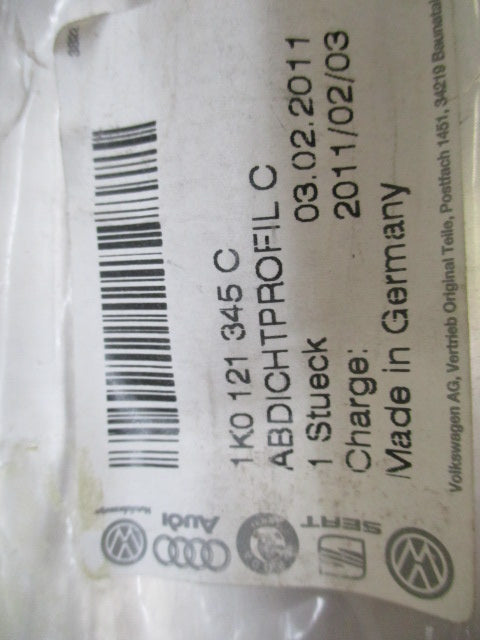 1K0 121 345 C
ABDICHTPROFIL C
1 Stueck 03.02.2011
Charge: 2011/02/03
Made in Germany
Volkswagen AG, Vertrieb Original Teile, Postfach 1451, 34219 Baunatal
Audi
SEAT